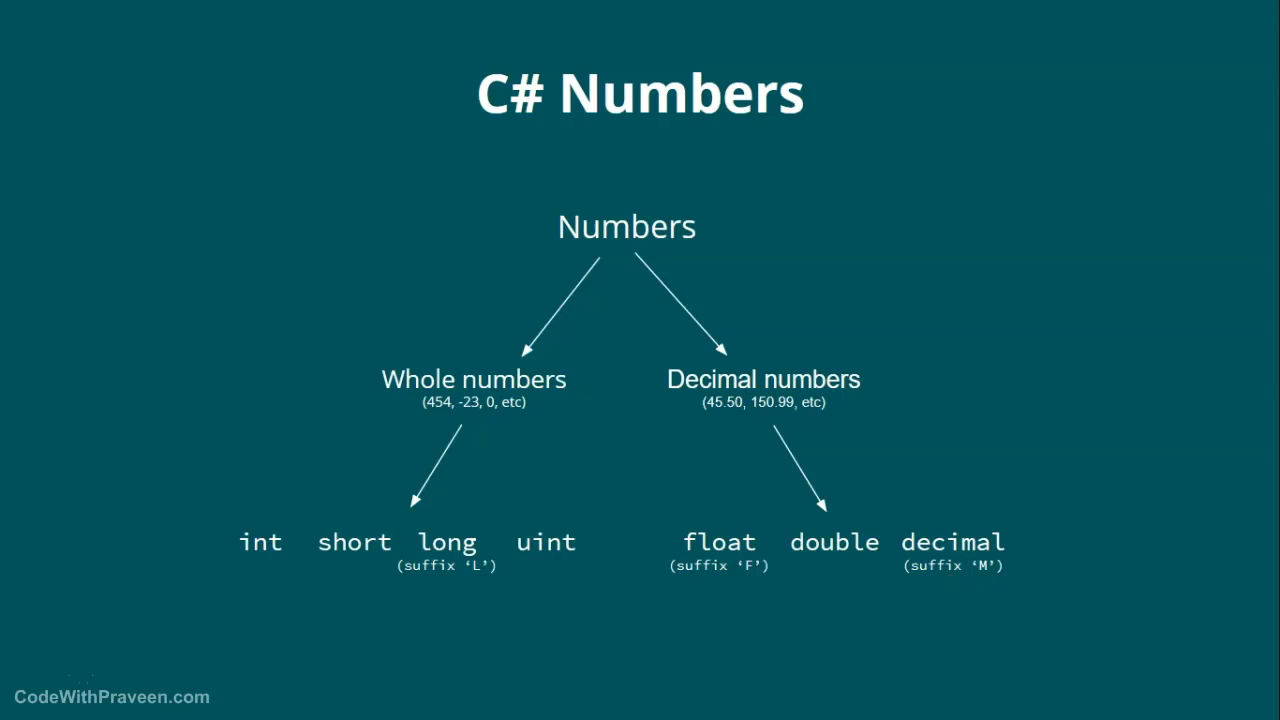 C# Numbers
Numbers
Whole numbers
(454, -23, 0, etc)
Decimal numbers
(45.50, 150.99, etc)
int short long uint
(suffix ‘L’)
float double decimal
(suffix ‘F’) (suffix ‘M’)
CodeWithPraveen.com